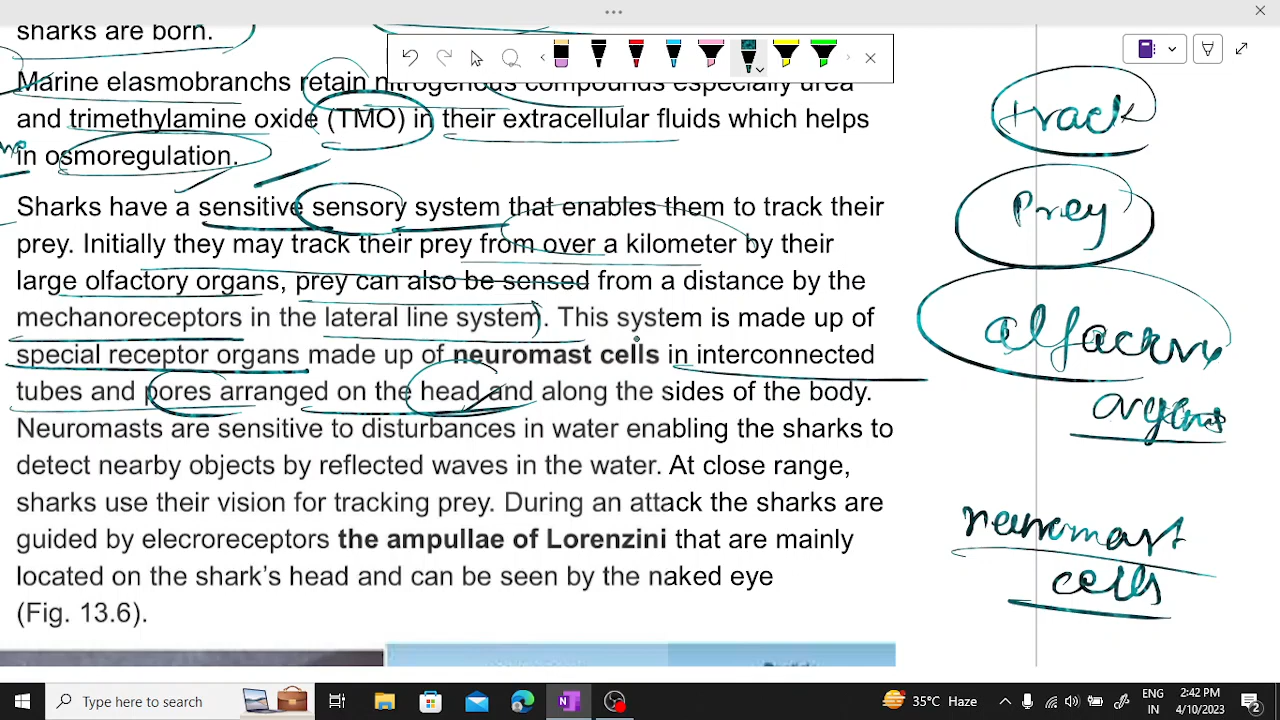 sharks are born.
Marine elasmobranchs retain nitrogenous compounds especially urea
and trimethylamine oxide (TMO) in their extracellular fluids which helps
in osmoregulation.
Sharks have a sensitive sensory system that enables them to track their
prey. Initially they may track their prey from over a kilometer by their
large olfactory organs, prey can also be sensed from a distance by the
mechanoreceptors in the lateral line system). This system is made up of
special receptor organs made up of neuromast cells in interconnected
tubes and pores arranged on the head and along the sides of the body.
Neuromasts are sensitive to disturbances in water enabling the sharks to
detect nearby objects by reflected waves in the water. At close range,
sharks use their vision for tracking prey. During an attack the sharks are
guided by elecroreceptors the ampullae of Lorenzini that are mainly
located on the shark's head and can be seen by the naked eye
(Fig. 13.6).
track
Prey
neuromast
cells
Type here to search
35°C Haze
ENG
IN
2:42 PM
4/10/2023
2